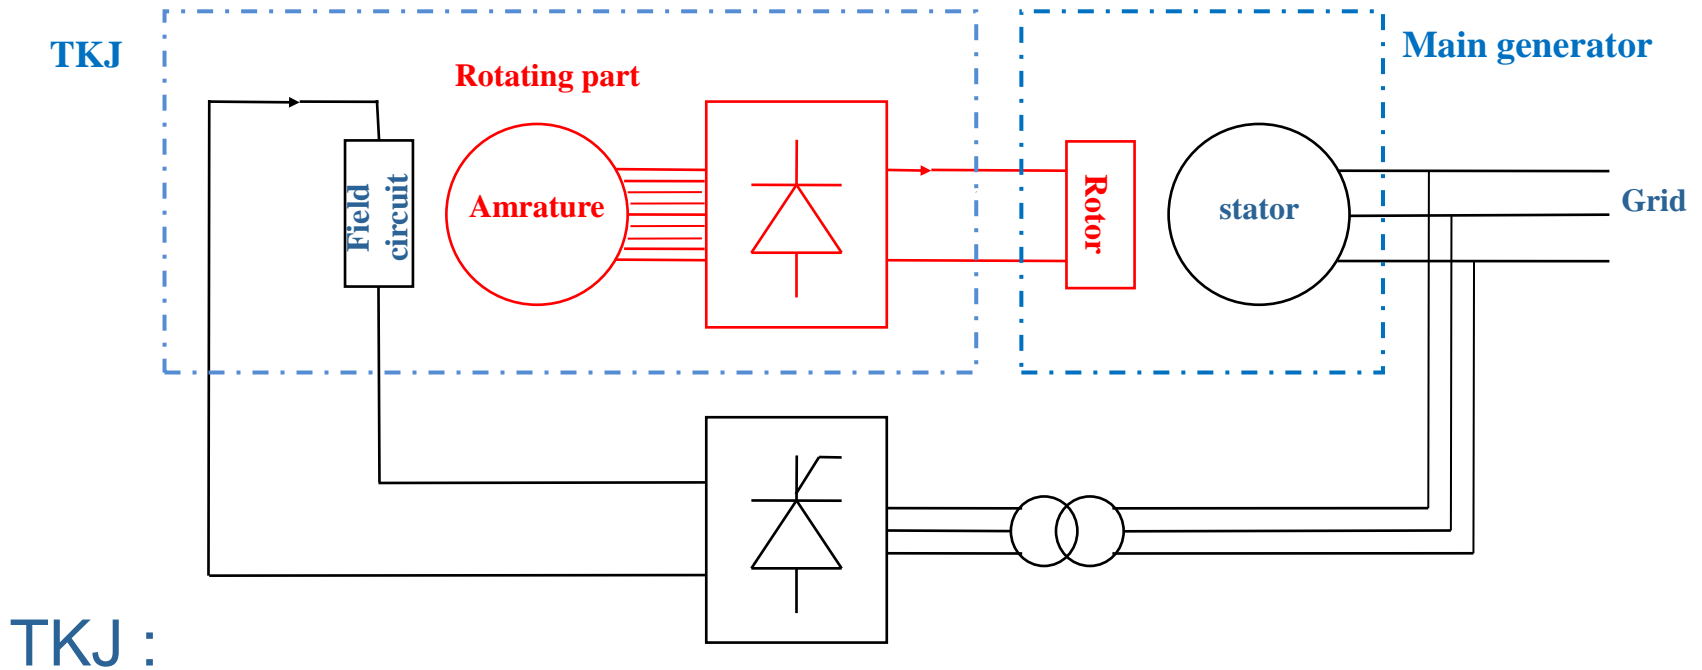 TKJ
Main generator
Rotating part
Field
circuit
Amrature
Rotor
stator
Grid
TKJ :